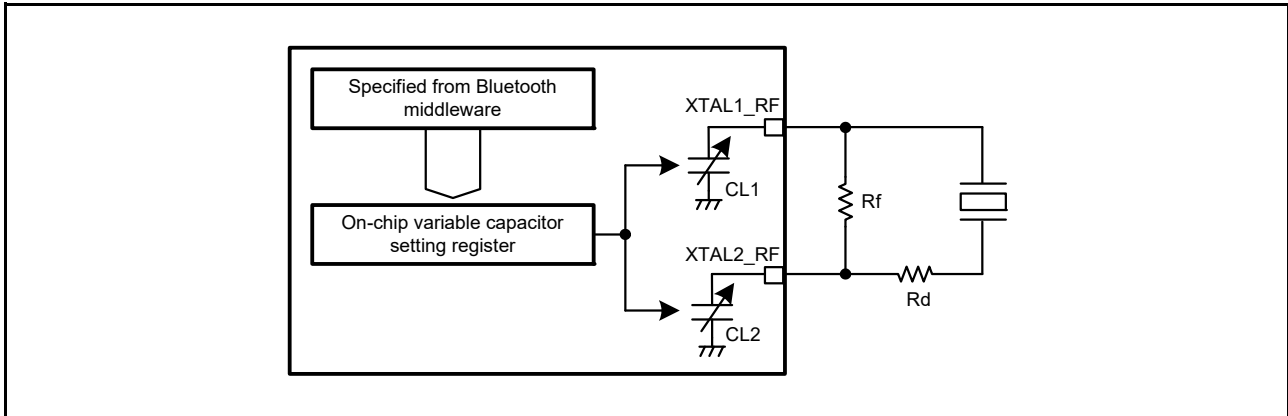 Specified from Bluetooth
middleware
On-chip variable capacitor
setting register
XTAL1_RF
CL1
XTAL2_RF
CL2
Rf
Rd